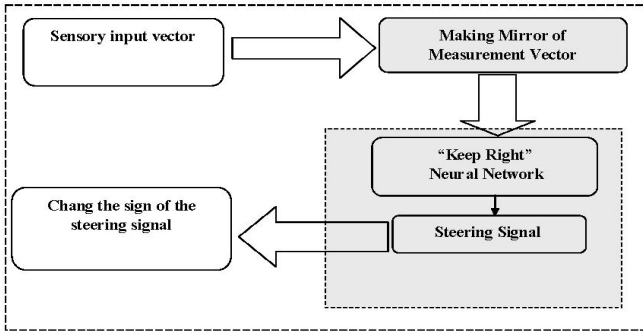 Sensory input vector
Making Mirror of
Measurement Vector
“Keep Right”
Neural Network
Steering Signal
Chang the sign of the
steering signal